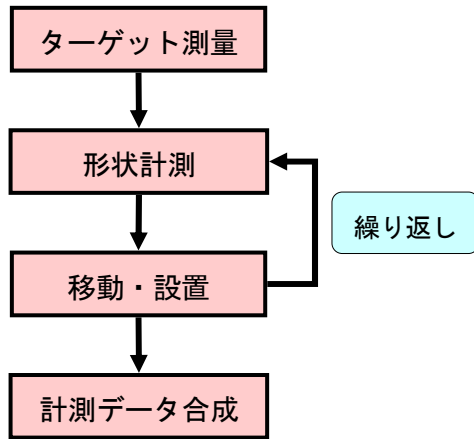 ターゲット測量
形状計測
繰り返し
移動・設置
計測データ合成